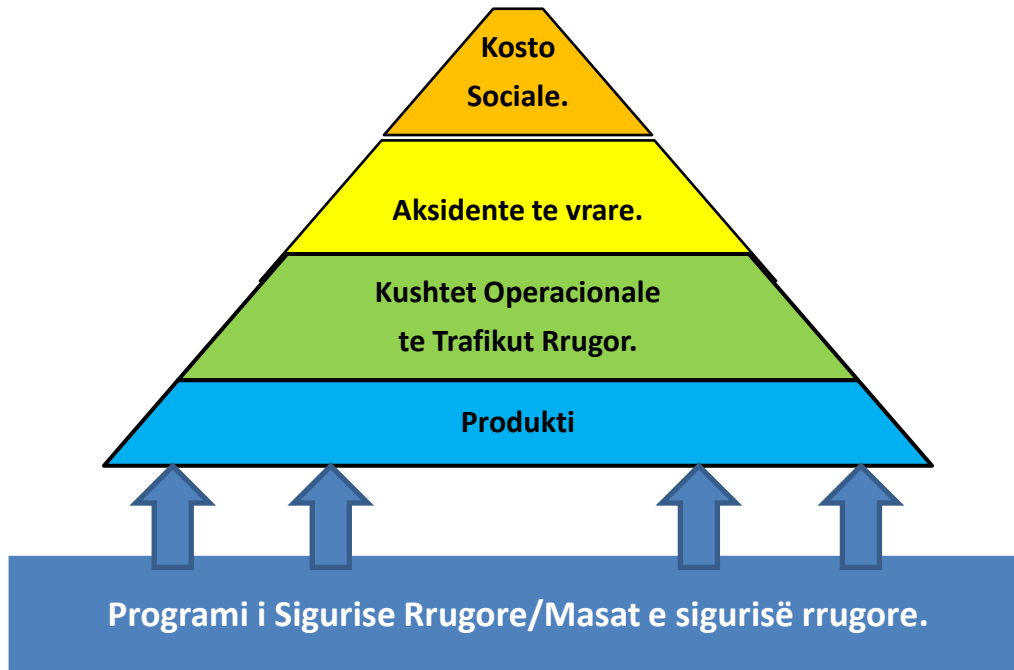 Kosto
Sociale.
Aksidente te vrare.
Kushtet Operacionale
te Trafikut Rrugor.
Produkti
Programi i Sigurise Rrugore/Masat e sigurisë rrugore.